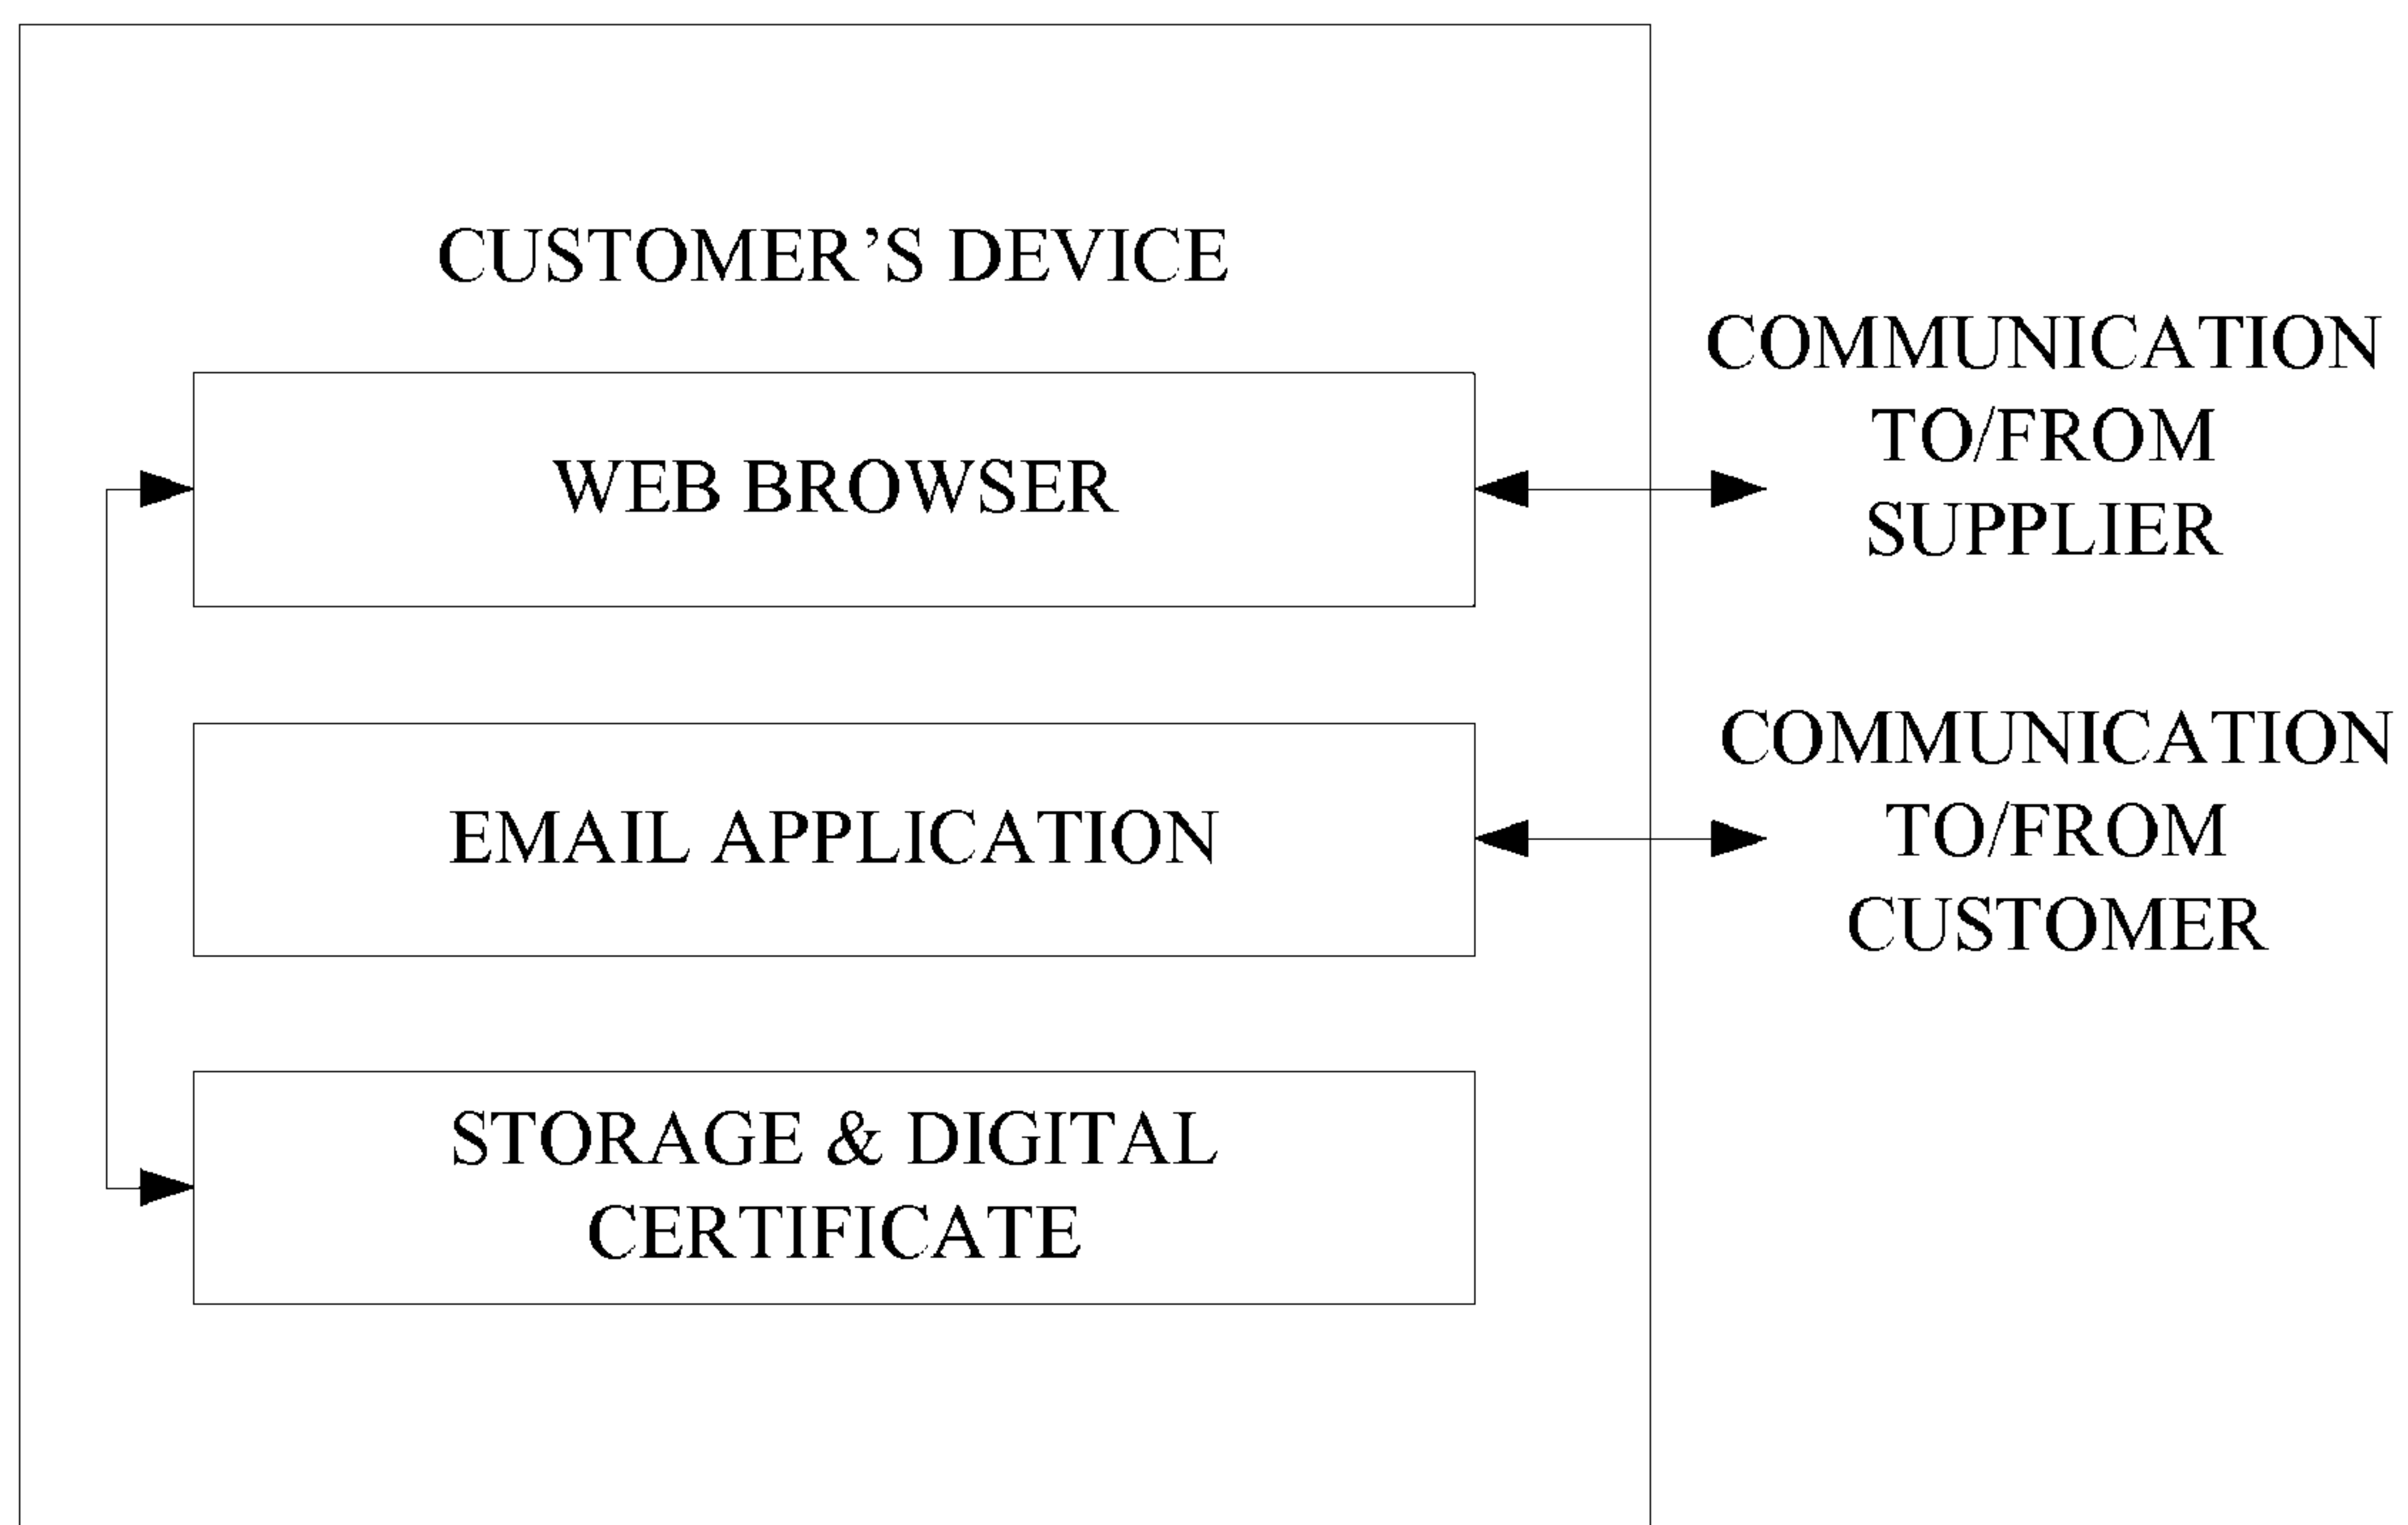 CUSTOMER’S DEVICE
COMMUNICATION
TO/FROM
SUPPLIER
WEB BROWSER
COMMUNICATION
TO/FROM
CUSTOMER
EMAIL APPLICATION
STORAGE & DIGITAL
CERTIFICATE